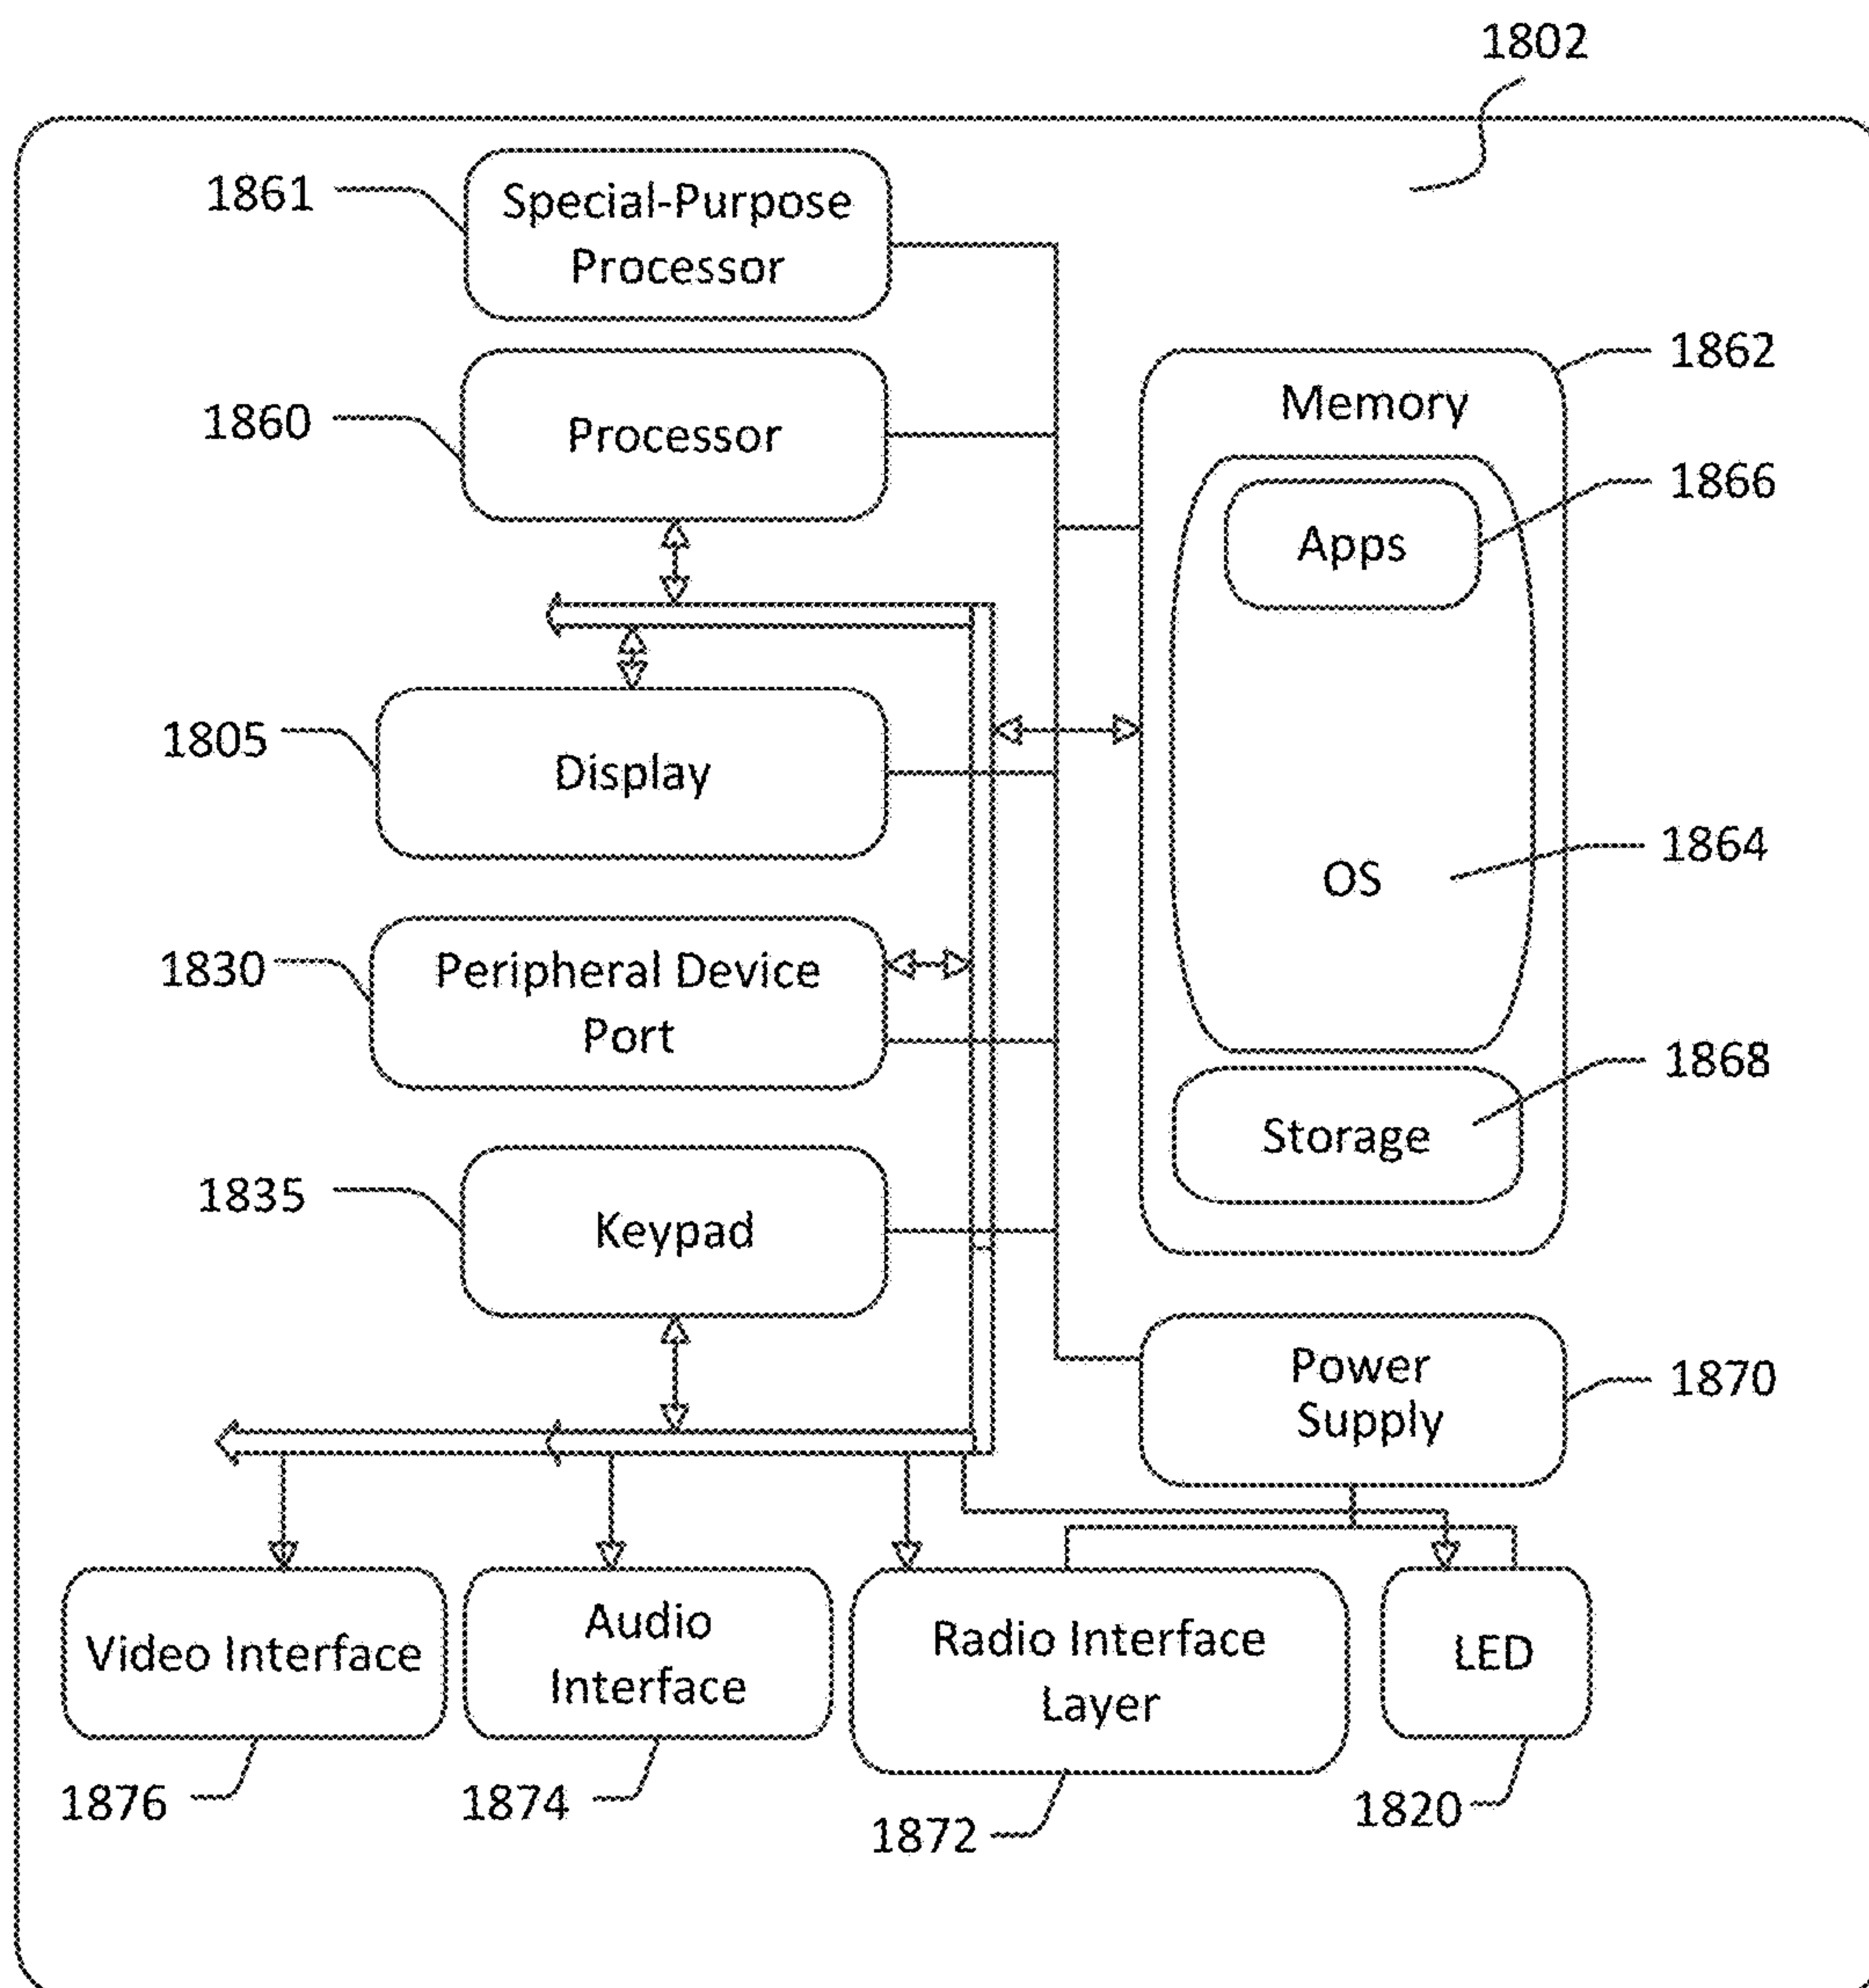 1802
1861
Special-Purpose
Processor
1862
Memory
1860
Processor
1866
Apps
1805
Display
1864
OS
1830
Peripheral Device
Port
1868
Storage
1835
Keypad
Power
Supply
1870
Video Interface
Audio
Interface
Radio Interface
Layer
LED
1876
1874
1872
1820